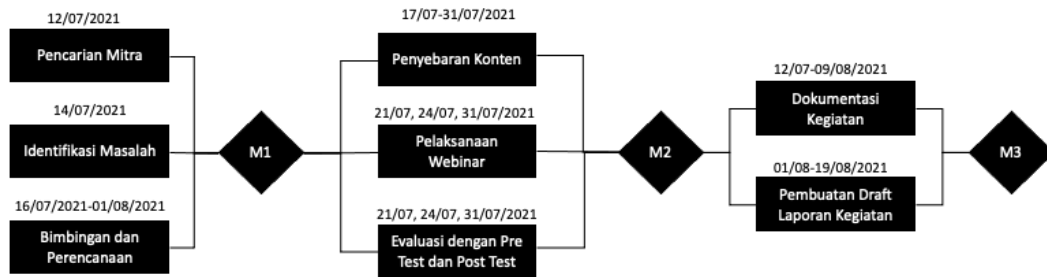 12/07/2021
Pencarian Mitra
14/07/2021
Identifikasi Masalah
16/07/2021-01/08/2021
Bimbingan dan
Perencanaan
M1
17/07-31/07/2021
Penyebaran Konten
21/07, 24/07, 31/07/2021
Pelaksanaan
Webinar
21/07, 24/07, 31/07/2021
Evaluasi dengan Pre
Test dan Post Test
M2
12/07-09/08/2021
Dokumentasi
Kegiatan
01/08-19/08/2021
Pembuatan Draft
Laporan Kegiatan
M3